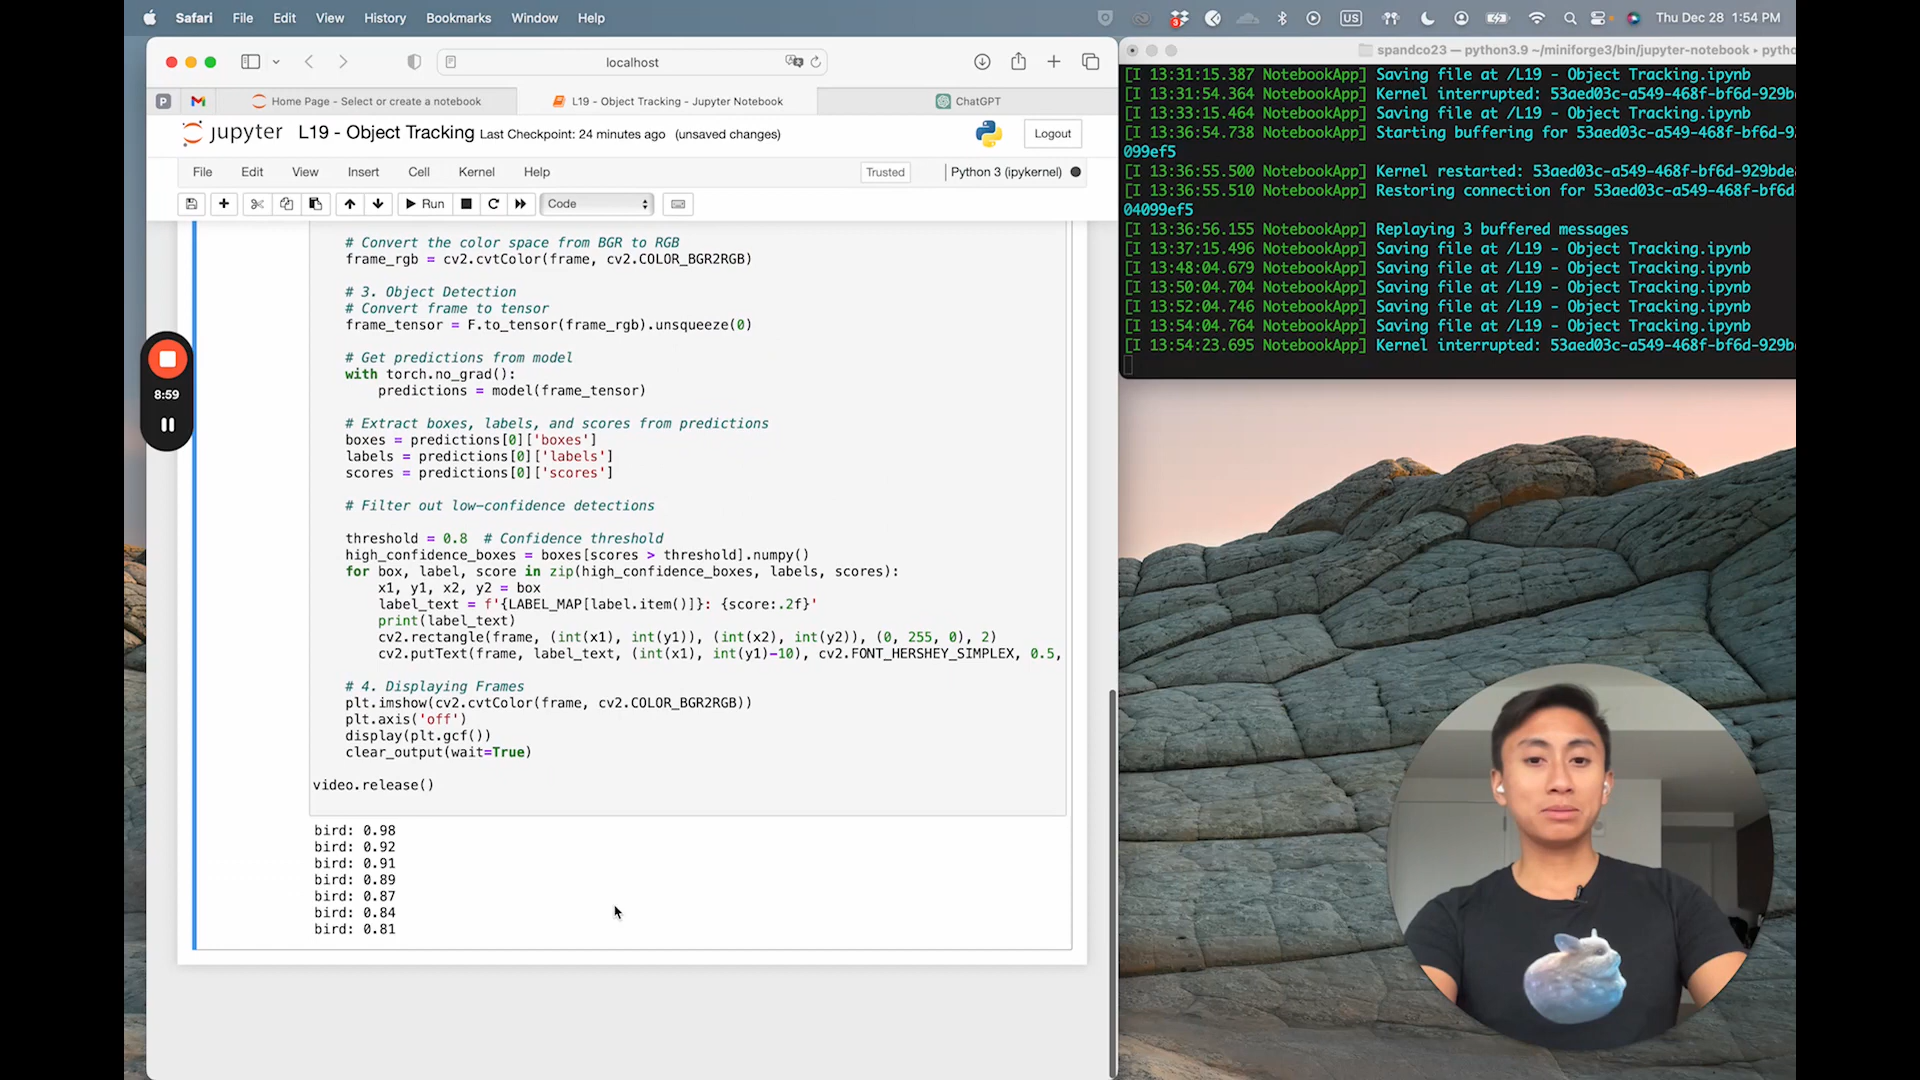 Safari File Edit View History Bookmarks Window Help
3
US
Thu Dec 28 1:54 PM
localhost
P
Home Page - Select or create a notebook
L19 - Object Tracking - Jupyter Notebook
ChatGPT
jupyter L19 - Object Tracking Last Checkpoint: 24 minutes ago (unsaved changes)
Logout
File Edit View Insert Cell Kernel Help
Trusted
Python 3 (ipykernel)
Run
Code
# Convert the color space from BGR to RGB
frame_rgb = cv2.cvtColor(frame, cv2.COLOR_BGR2RGB)
# 3. Object Detection
# Convert frame to tensor
frame_tensor = F.to_tensor(frame_rgb).unsqueeze(0)
# Get predictions from model
with torch.no_grad():
predictions = model(frame_tensor)
# Extract boxes, labels, and scores from predictions
boxes = predictions[0]['boxes']
labels = predictions[0]['labels']
scores = predictions[0]['scores']
# Filter out low-confidence detections
threshold = 0.8 # Confidence threshold
high_confidence_boxes = boxes[scores > threshold].numpy()
for box, label, score in zip(high_confidence_boxes, labels, scores):
x1, y1, x2, y2 = box
label_text = f'{LABEL_MAP[label.item()]}: {score:.2f}'
print(label_text)
cv2.rectangle(frame, (int(x1), int(y1)), (int(x2), int(y2)), (0, 255, 0), 2)
cv2.putText(frame, label_text, (int(x1), int(y1)-10), cv2.FONT_HERSHEY_SIMPLEX, 0.5,
# 4. Displaying Frames
plt.imshow(cv2.cvtColor(frame, cv2.COLOR_BGR2RGB))
plt.axis('off')
display(plt.gcf())
clear_output(wait=True)
video.release()
bird: 0.98
bird: 0.92
bird: 0.91
bird: 0.89
bird: 0.87
bird: 0.84
bird: 0.81
8:59
spandco23 — python3.9 ~/miniforge3/bin/jupyter-notebook ▸ pytho
[I 13:31:15.387 NotebookApp] Saving file at /L19 - Object Tracking.ipynb
[I 13:31:54.364 NotebookApp] Kernel interrupted: 53aed03c-a549-468f-bf6d-929b
[I 13:33:15.464 NotebookApp] Saving file at /L19 - Object Tracking.ipynb
[I 13:36:54.738 NotebookApp] Starting buffering for 53aed03c-a549-468f-bf6d-9
099ef5
[I 13:36:55.500 NotebookApp] Kernel restarted: 53aed03c-a549-468f-bf6d-929bde
[I 13:36:55.510 NotebookApp] Restoring connection for 53aed03c-a549-468f-bf6d
04099ef5
[I 13:36:56.155 NotebookApp] Replaying 3 buffered messages
[I 13:37:15.496 NotebookApp] Saving file at /L19 - Object Tracking.ipynb
[I 13:48:04.679 NotebookApp] Saving file at /L19 - Object Tracking.ipynb
[I 13:50:04.704 NotebookApp] Saving file at /L19 - Object Tracking.ipynb
[I 13:52:04.746 NotebookApp] Saving file at /L19 - Object Tracking.ipynb
[I 13:54:04.764 NotebookApp] Saving file at /L19 - Object Tracking.ipynb
[I 13:54:23.695 NotebookApp] Kernel interrupted: 53aed03c-a549-468f-bf6d-929b